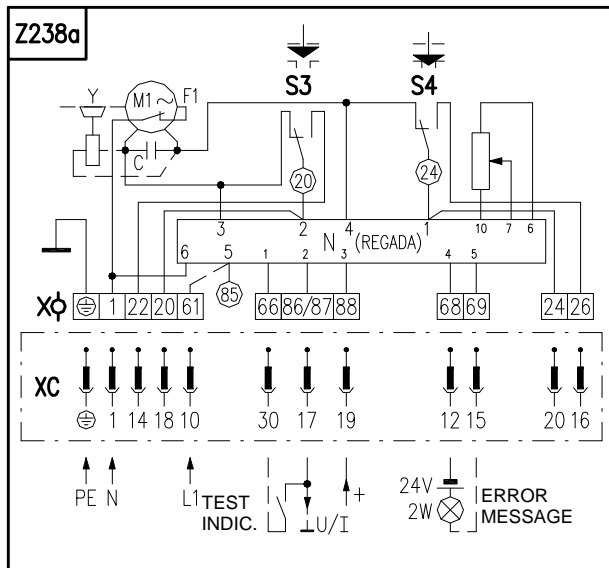 Z238a
S3 S4
Y M1 ~ F1
C
20 24
3 2 4 1 10 7 6
N (REGADA)
6 5 1 2 3 4 5
85
X 1 22 20 61 66 86/87 88 68 69 24 26
XC
1 14 18 10 30 17 19 12 15 20 16
PE N L1 TEST INDIC. U/I + 24V 2W ERROR MESSAGE